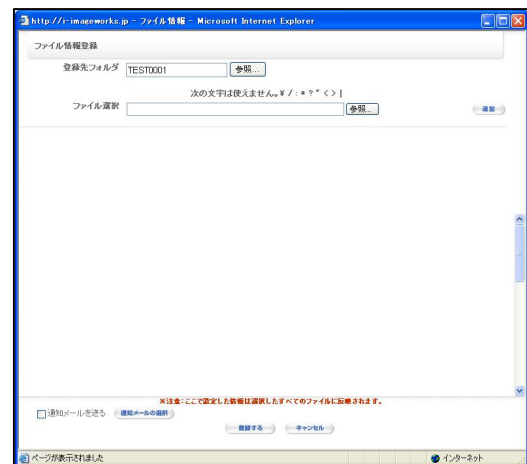 http://i-imageworks.jp - ファイル情報 - Microsoft Internet Explorer
ファイル情報登録
登録先フォルダ TEST0001 参照...
次の文字は使えません。¥ / : * ? " < > |
ファイル選択 参照... 追加
※注意:ここで設定した情報は選択したすべてのファイルに反映されます。
通知メールを送る 通知メールの選択
登録する キャンセル
ページが表示されました インターネット